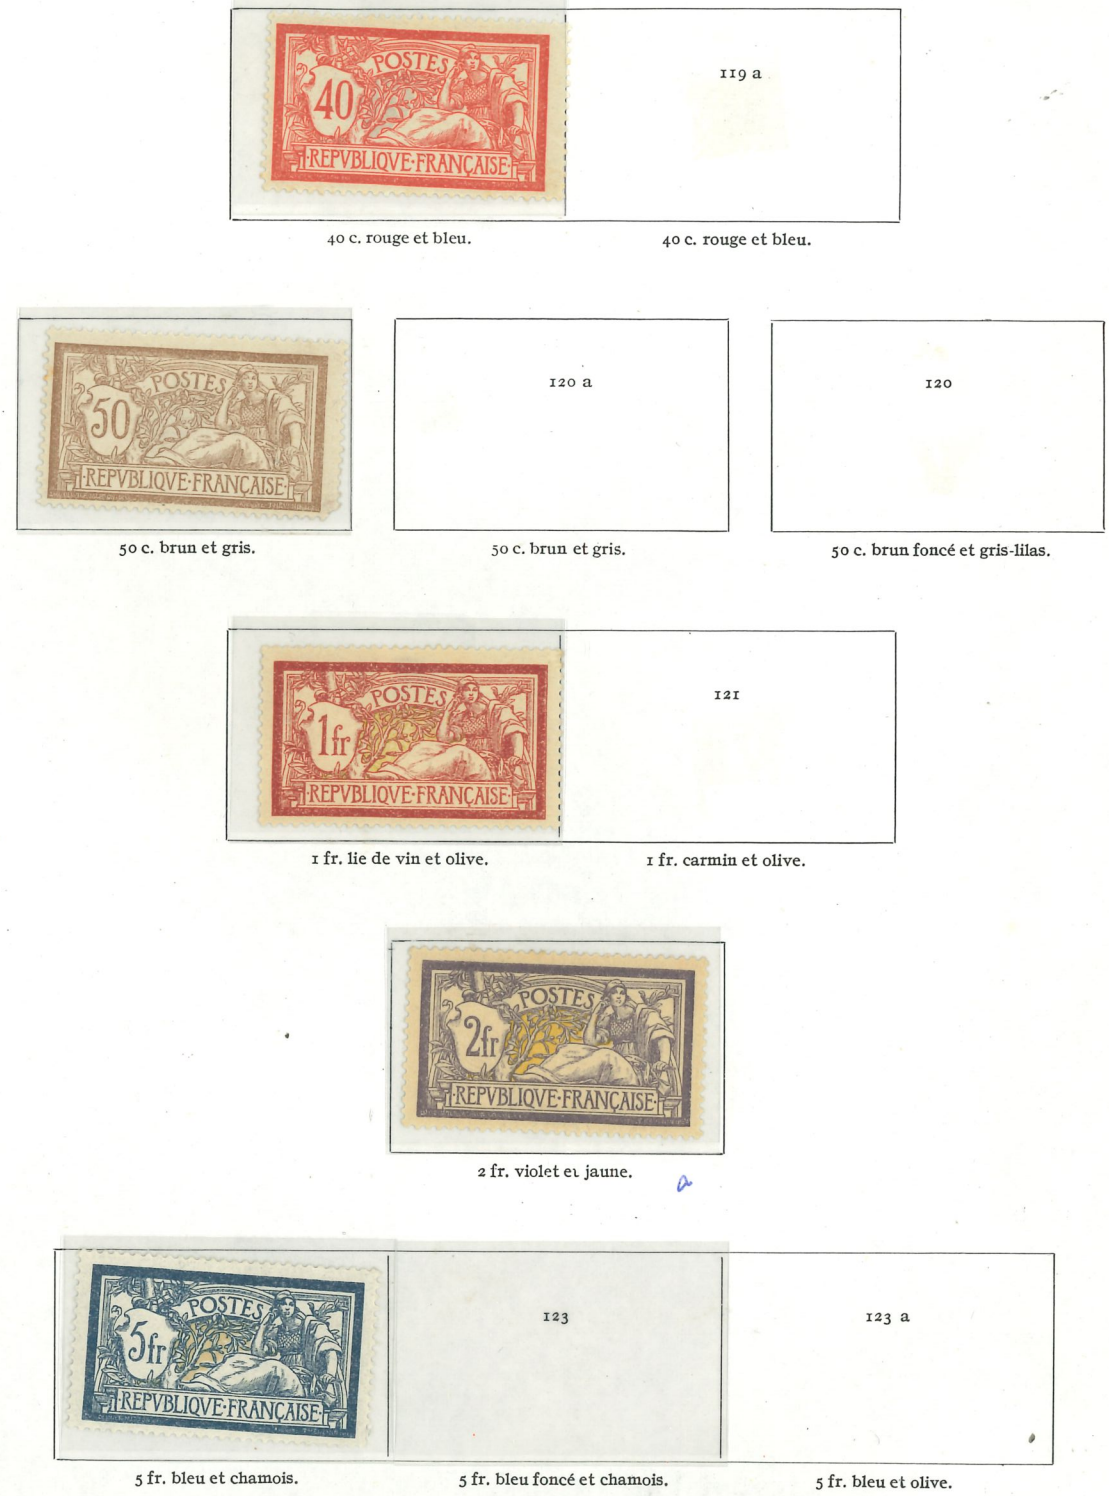 POSTES
40
REPVBLIQVE·FRANÇAISE
119 a
40 c. rouge et bleu.
40 c. rouge et bleu.
POSTES
50
REPVBLIQVE·FRANÇAISE
120 a
120
50 c. brun et gris.
50 c. brun et gris.
50 c. brun foncé et gris-lilas.
POSTES
1fr
REPVBLIQVE·FRANÇAISE
121
1 fr. lie de vin et olive.
1 fr. carmin et olive.
POSTES
2fr
REPVBLIQVE·FRANÇAISE
2 fr. violet et jaune.
a
POSTES
5fr
REPVBLIQVE·FRANÇAISE
123
123 a
5 fr. bleu et chamois.
5 fr. bleu foncé et chamois.
5 fr. bleu et olive.